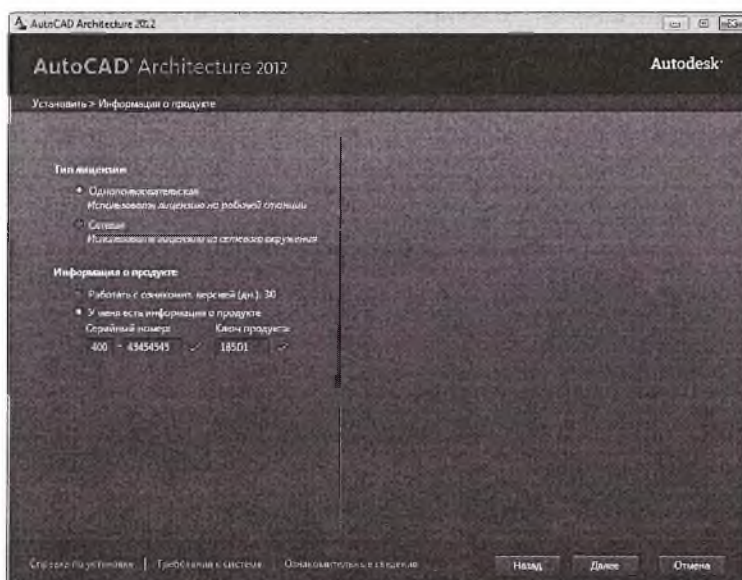 AutoCAD Architecture 2012
AutoCAD® Architecture 2012
Autodesk®
Установить > Информация о продукте
Тип лицензии
Однопользовательская
Использовать лицензию на рабочей станции
Сетевая
Использовать лицензию из сетевого окружения
Информация о продукте
Работать с ознакомит. версией (дн.): 30
У меня есть информация о продукте
Серийный номер: Ключ продукта:
400 - 45454545 185D1
Справка по установке | Требования к системе | Ознакомительные сведения
Назад Далее Отмена